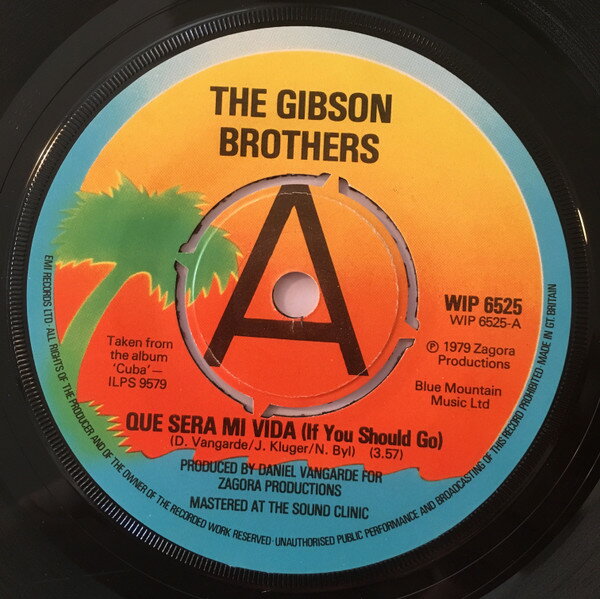 THE GIBSON
BROTHERS
A
WIP 6525
WIP 6525-A
Ⓟ 1979 Zagora
Productions
Blue Mountain
Music Ltd
Taken from
the album
'Cuba'—
ILPS 9579
QUE SERA MI VIDA (If You Should Go)
(D. Vangarde/J. Kluger/N. Byl) (3.57)
PRODUCED BY DANIEL VANGARDE FOR
ZAGORA PRODUCTIONS
MASTERED AT THE SOUND CLINIC
EMI RECORDS LTD·ALL RIGHTS OF THE PRODUCER AND OF THE OWNER OF THE RECORDED WORK RESERVED·UNAUTHORISED PUBLIC PERFORMANCE AND BROADCASTING OF THIS RECORD PROHIBITED MADE IN GT. BRITAIN